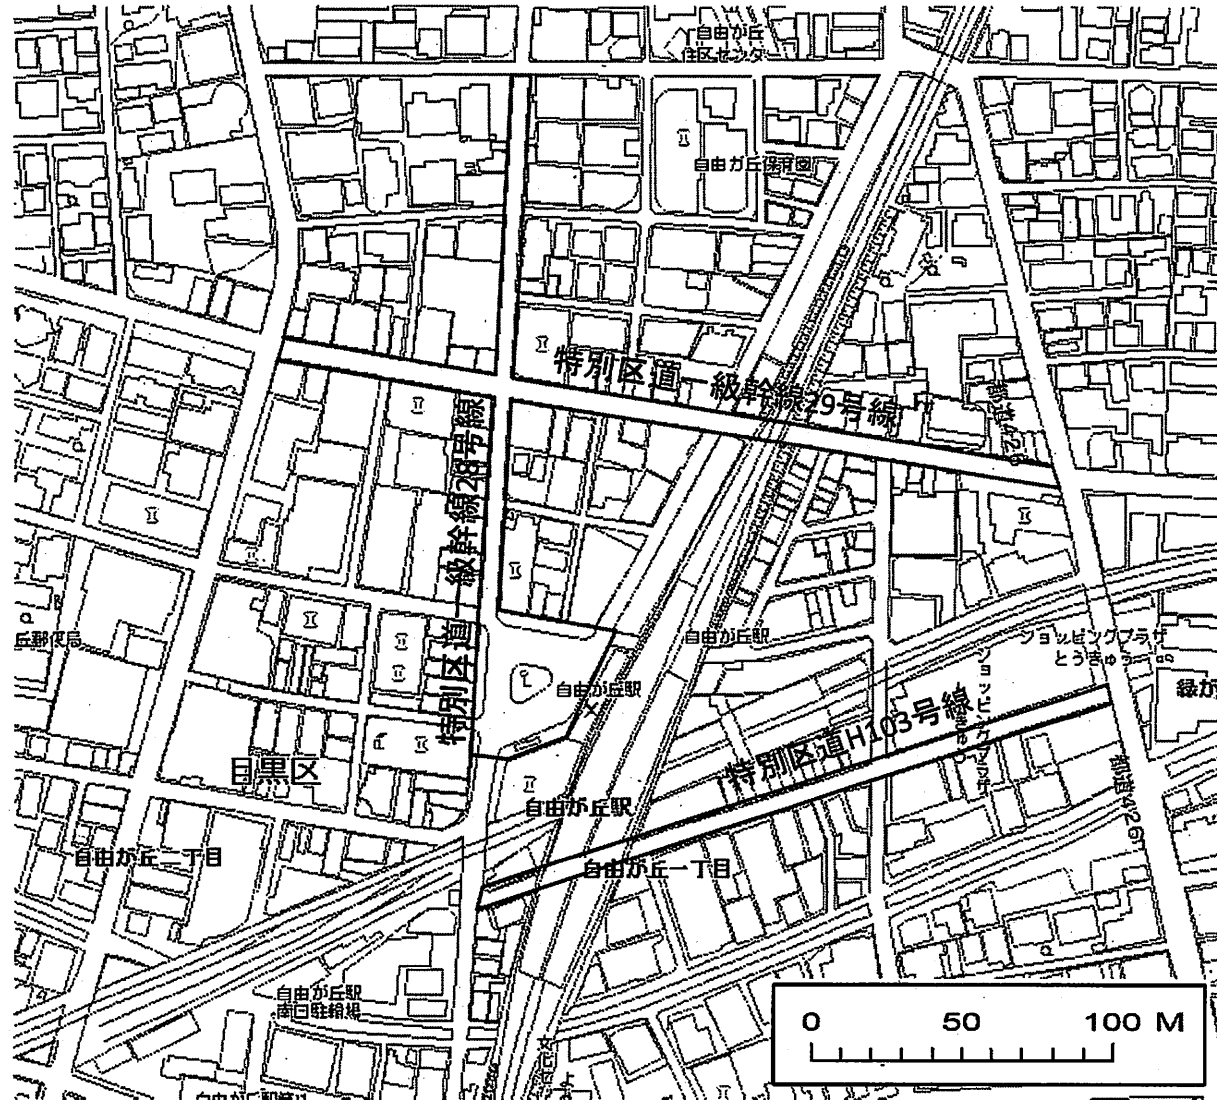 自由が丘
住区センター
自由が丘保育園
特別区道一級幹線29号線
都道426
特別区道一級幹線28号線
自由が丘駅
ショッピングプラザ
とうきゅう
丘郵便局
自由が丘駅
緑が
特別区道H103号線
目黒区
自由が丘駅
都道426号
自由が丘二丁目
自由が丘一丁目
自由が丘駅
南口駐輪場
0 50 100 M